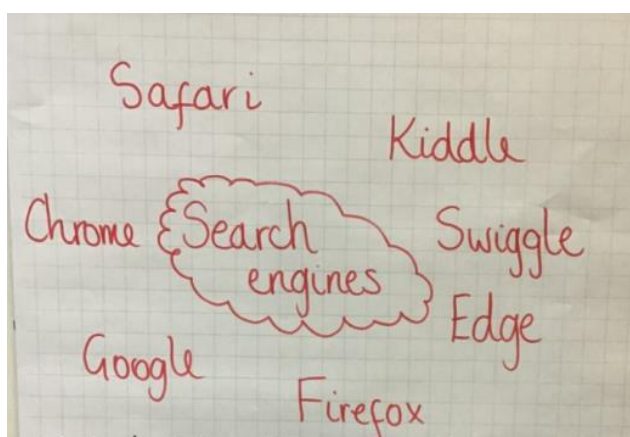 Safari
Kiddle
Chrome
Search
engines
Swiggle
Edge
Google
Firefox